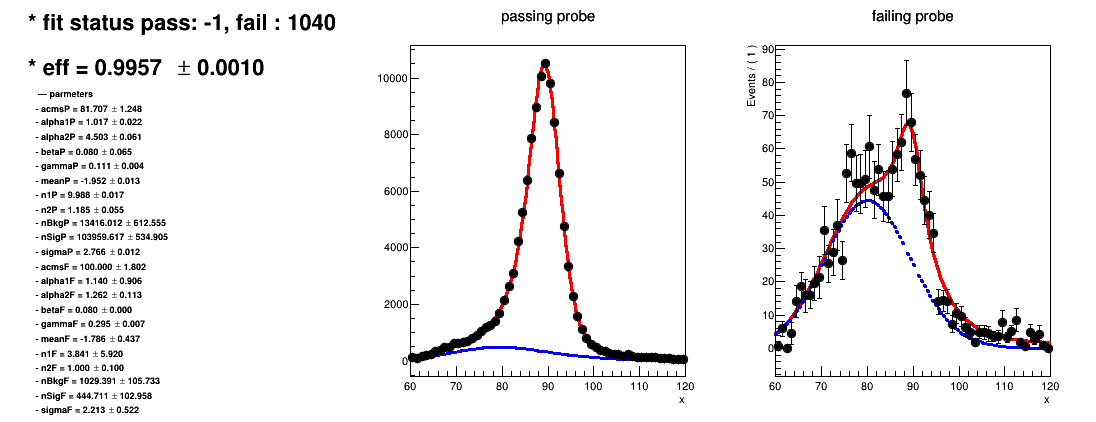 * fit status pass: -1, fail : 1040
* eff = 0.9957 ± 0.0010
--- parmeters
- acmsP = 81.707 ± 1.248
- alpha1P = 1.017 ± 0.022
- alpha2P = 4.503 ± 0.061
- betaP = 0.080 ± 0.065
- gammaP = 0.111 ± 0.004
- meanP = -1.952 ± 0.013
- n1P = 9.988 ± 0.017
- n2P = 1.185 ± 0.055
- nBkgP = 13416.012 ± 612.555
- nSigP = 103959.617 ± 534.905
- sigmaP = 2.766 ± 0.012
- acmsF = 100.000 ± 1.802
- alpha1F = 1.140 ± 0.906
- alpha2F = 1.262 ± 0.113
- betaF = 0.080 ± 0.000
- gammaF = 0.295 ± 0.007
- meanF = -1.786 ± 0.437
- n1F = 3.841 ± 5.920
- n2F = 1.000 ± 0.100
- nBkgF = 1029.391 ± 105.733
- nSigF = 444.711 ± 102.958
- sigmaF = 2.213 ± 0.522
passing probe
10000
8000
6000
4000
2000
0
60 70 80 90 100 110 120
x
failing probe
Events / ( 1 )
90
80
70
60
50
40
30
20
10
0
60 70 80 90 100 110 120
x